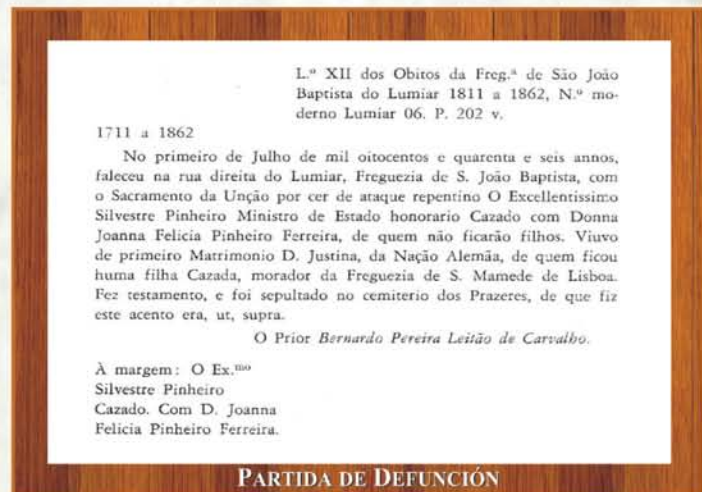 L.º XII dos Obitos da Freg.ª de São João
Baptista do Lumiar 1811 a 1862, N.º mo-
derno Lumiar 06. P. 202 v.
1711 a 1862
No primeiro de Julho de mil oitocentos e quarenta e seis annos,
faleceu na rua direita do Lumiar, Freguezia de S. João Baptista, com
o Sacramento da Unção por cer de ataque repentino O Excellentissimo
Silvestre Pinheiro Ministro de Estado honorario Cazado com Donna
Joanna Felicia Pinheiro Ferreira, de quem não ficarão filhos. Viuvo
de primeiro Matrimonio D. Justina, da Nação Alemãa, de quem ficou
huma filha Cazada, morador da Freguezia de S. Mamede de Lisboa.
Fez testamento, e foi sepultado no cemiterio dos Prazeres, de que fiz
este acento era, ut, supra.
O Prior Bernardo Pereira Leitão de Carvalho.
À margem: O Ex.mo
Silvestre Pinheiro
Cazado. Com D. Joanna
Felicia Pinheiro Ferreira.
PARTIDA DE DEFUNCIÓN